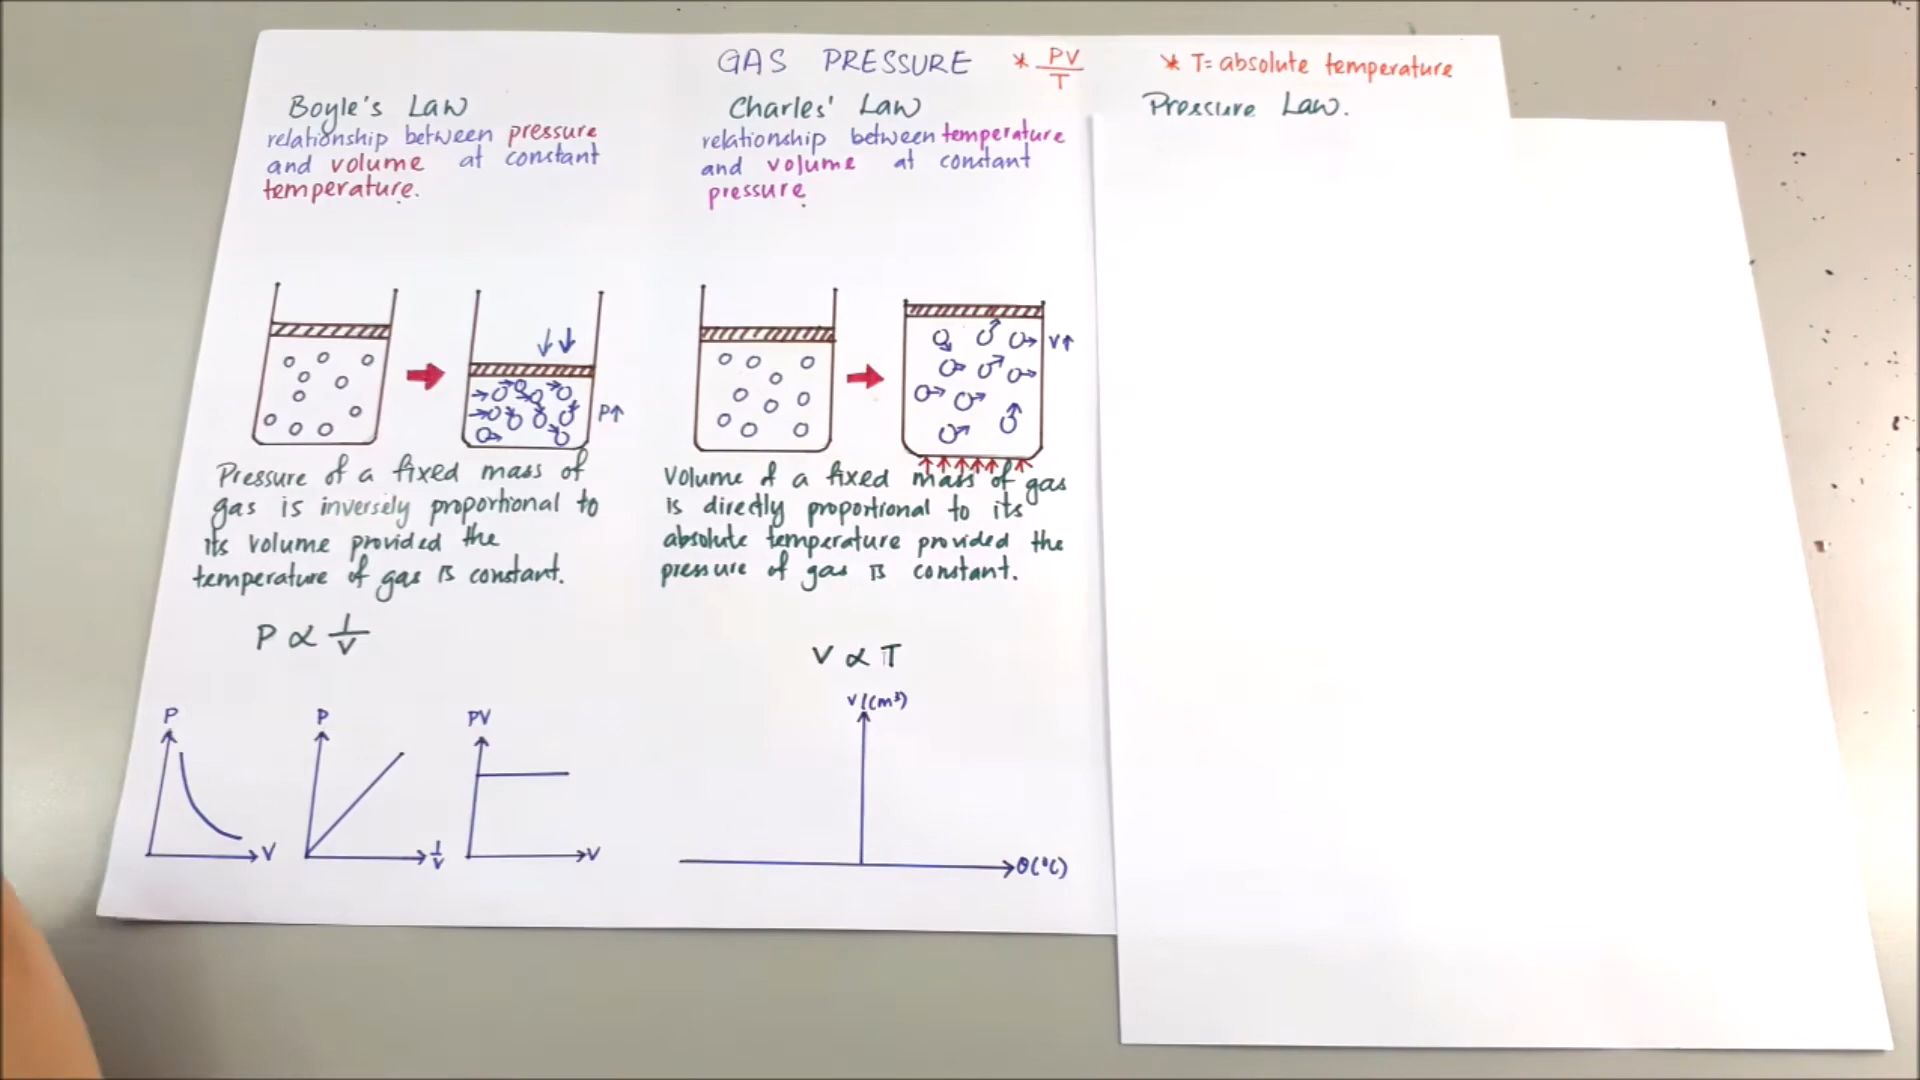 GAS PRESSURE * PV/T * T= absolute temperature
Boyle's Law
relationship between pressure
and volume at constant
temperature.
P↑
Pressure of a fixed mass of
gas is inversely proportional to
its volume provided the
temperature of gas is constant.
P ∝ 1/V
P
V
P
1/V
PV
V
Charles' Law
relationship between temperature
and volume at constant
pressure.
V↑
Volume of a fixed mass of gas
is directly proportional to its
absolute temperature provided the
pressure of gas is constant.
V ∝ T
V/(m³)
θ(°C)
Pressure Law.